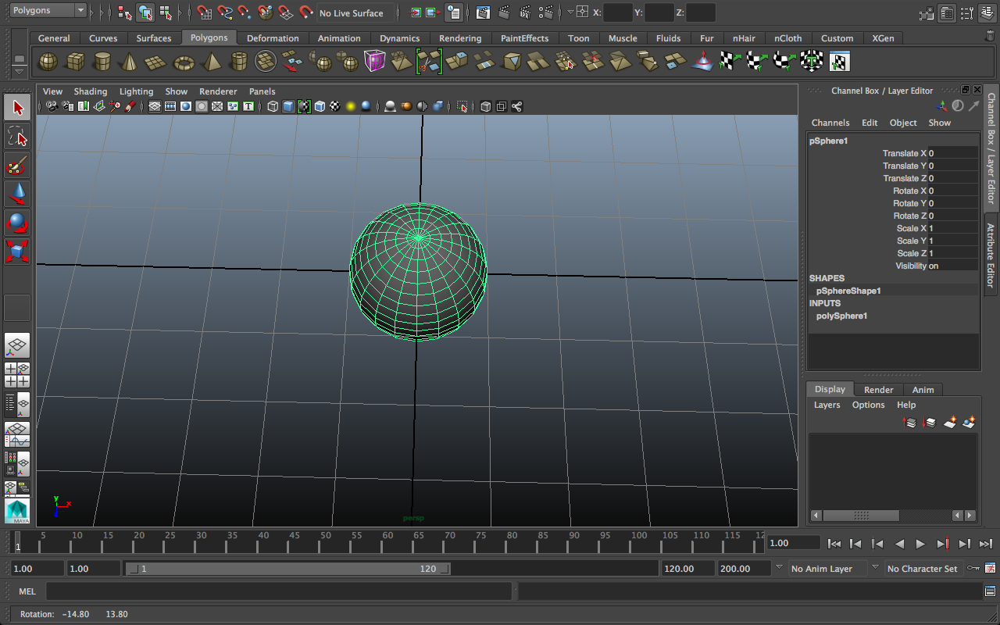 Polygons No Live Surface X: Y: Z:
General Curves Surfaces Polygons Deformation Animation Dynamics Rendering PaintEffects Toon Muscle Fluids Fur nHair nCloth Custom XGen
View Shading Lighting Show Renderer Panels
persp
y
x
z
IPR
T
MAYA
Channel Box / Layer Editor
Channels Edit Object Show
pSphere1
Translate X 0
Translate Y 0
Translate Z 0
Rotate X 0
Rotate Y 0
Rotate Z 0
Scale X 1
Scale Y 1
Scale Z 1
Visibility on
SHAPES
pSphereShape1
INPUTS
polySphere1
Channel Box / Layer Editor
Attribute Editor
Display Render Anim
Layers Options Help
1 5 10 15 20 25 30 35 40 45 50 55 60 65 70 75 80 85 90 95 100 105 110 115 12 1.00
1.00 1.00 1 120 120.00 200.00 No Anim Layer No Character Set
MEL
Rotation: -14.80 13.80